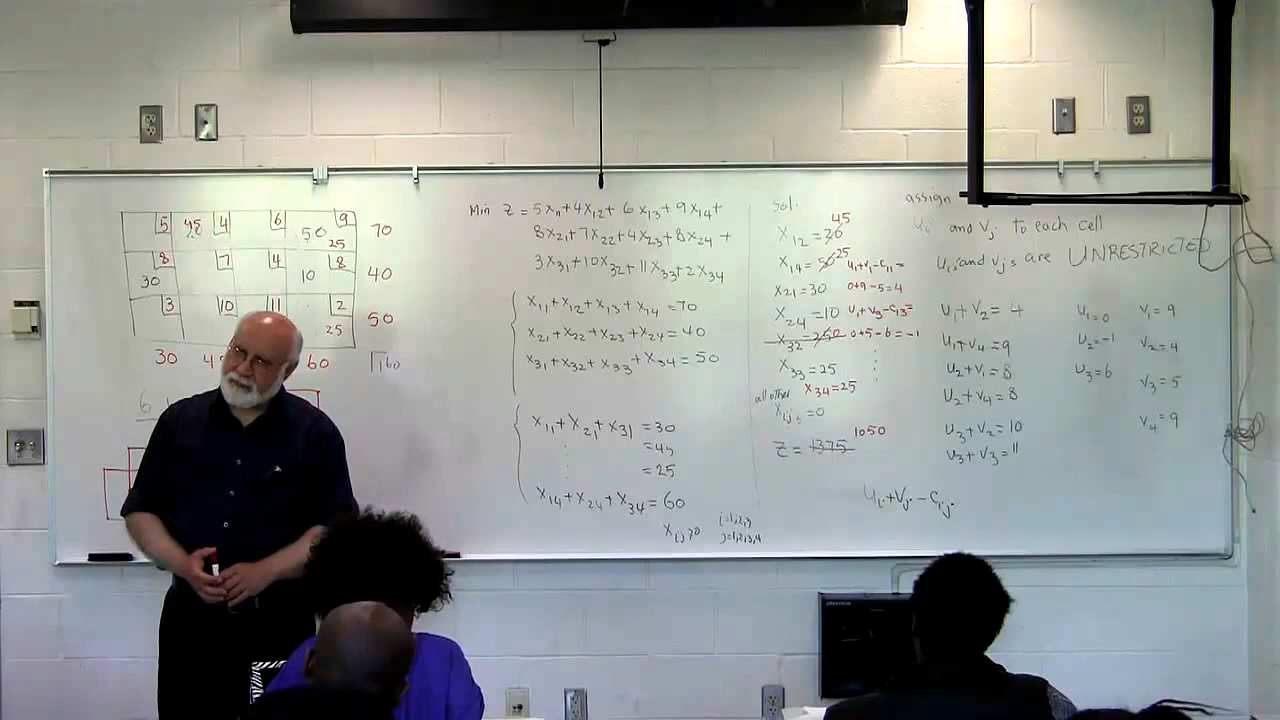 5 45 4 6 50 9 25 70
8 30 7 4 10 8 40
3 10 11 2 25 50
30 4 60 160
6
Min Z = 5x11+4x12+6x13+9x14+
8x21+7x22+4x23+8x24+
3x31+10x32+11x33+2x34
x11+x12+x13+x14=70
x21+x22+x23+x24=40
x31+x32+x33+x34=50
x11+x21+x31=30
=45
=25
x14+x24+x34=60
xij≥0 i=1,2,3
j=1,2,3,4
Sol.
45
x12=20
x14=50 25
u1+v1-c11=
x21=30 0+9-5=4
x24=10 u1+v3-c13=
x32=250 0+5-6=-1
x33=25
x34=25
all other
xij's=0
1050
Z=1375
assign
ui and vj to each cell
ui's and vj's are UNRESTRICTED
u1+v2=4
u1+v4=9
u2+v1=8
u2+v4=8
u3+v2=10
u3+v3=11
u1=0
u2=-1
u3=6
v1=9
v2=4
v3=5
v4=9
ui+vj-cij